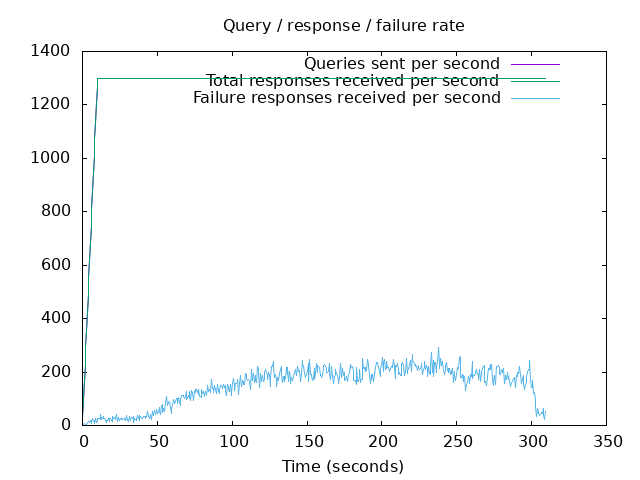 Query / response / failure rate
1400
1200
1000
800
600
400
200
0
Queries sent per second
Total responses received per second
Failure responses received per second
0 50 100 150 200 250 300 350
Time (seconds)